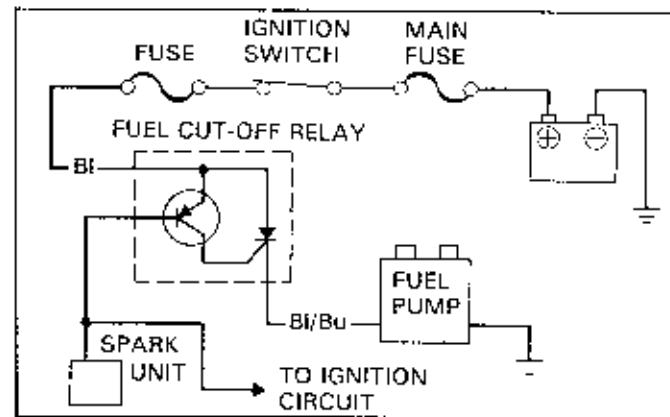 FUSE
IGNITION
SWITCH
MAIN
FUSE
FUEL CUT-OFF RELAY
Bl
+ −
FUEL
PUMP
Bl/Bu
SPARK
UNIT
TO IGNITION
CIRCUIT